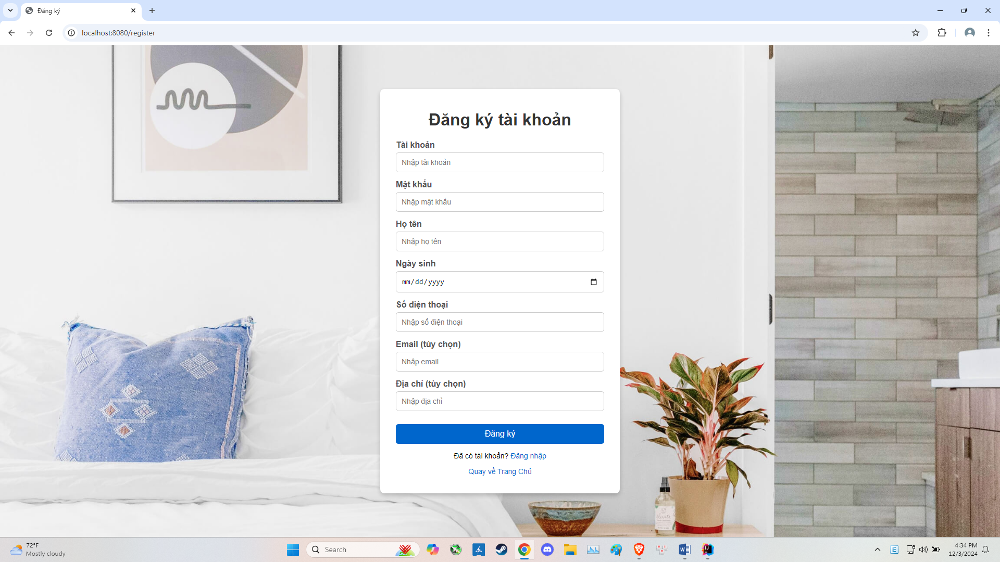 Đăng ký
localhost:8080/register
Đăng ký tài khoản
Tài khoản
Nhập tài khoản
Mật khẩu
Nhập mật khẩu
Họ tên
Nhập họ tên
Ngày sinh
mm/dd/yyyy
Số điện thoại
Nhập số điện thoại
Email (tùy chọn)
Nhập email
Địa chỉ (tùy chọn)
Nhập địa chỉ
Đăng ký
Đã có tài khoản? Đăng nhập
Quay về Trang Chủ
72°F
Mostly cloudy
Search
4:34 PM
12/3/2024